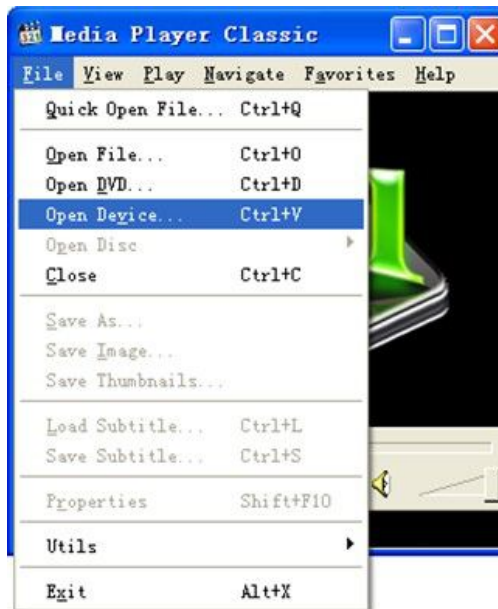 Media Player Classic
File View Play Navigate Favorites Help
Quick Open File... Ctrl+Q
Open File... Ctrl+O
Open DVD... Ctrl+D
Open Device... Ctrl+V
Open Disc
Close Ctrl+C
Save As...
Save Image...
Save Thumbnails...
Load Subtitle... Ctrl+L
Save Subtitle... Ctrl+S
Properties Shift+F10
Utils
Exit Alt+X